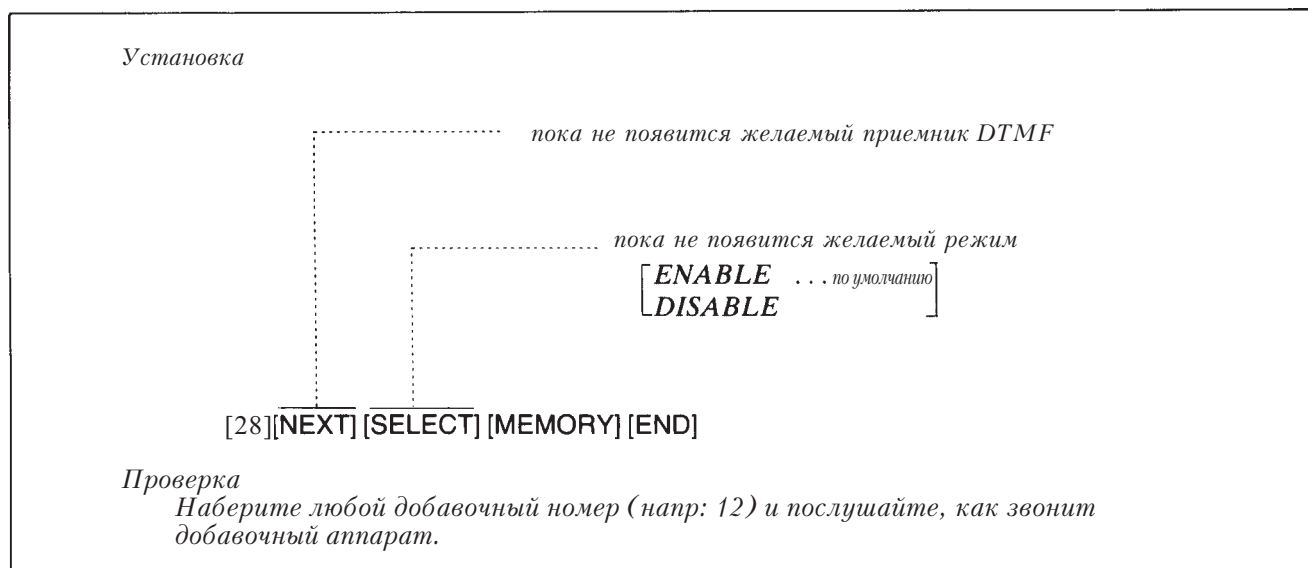 Установка
пока не появится желаемый приемник DTMF
пока не появится желаемый режим
ENABLE ... по умолчанию
DISABLE
[28][NEXT] [SELECT] [MEMORY] [END]
Проверка
Наберите любой добавочный номер (напр: 12) и послушайте, как звонит
добавочный аппарат.